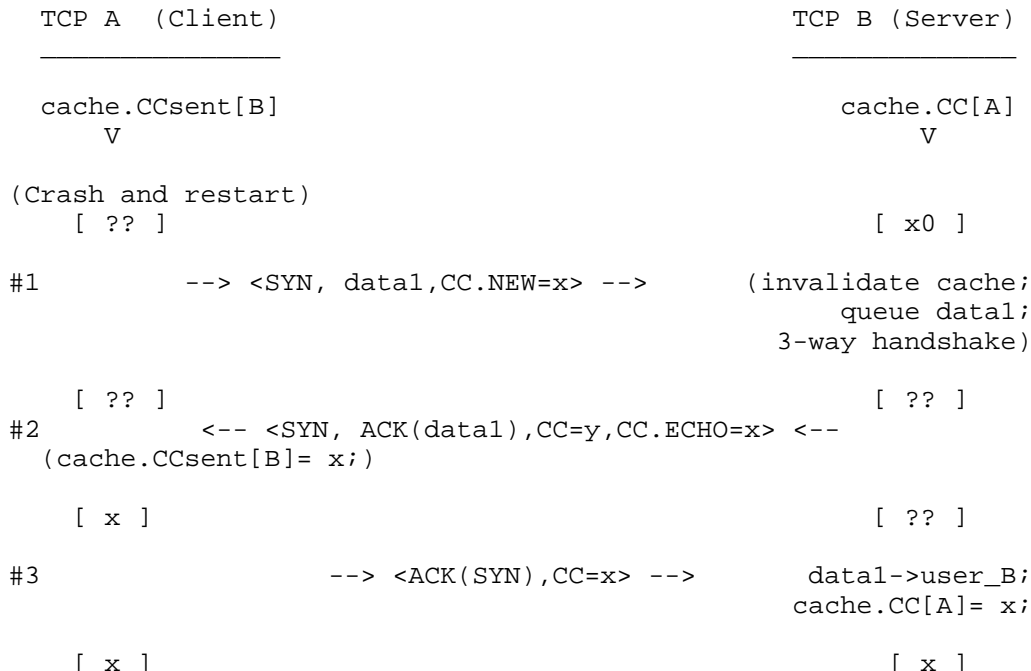 TCP A  (Client)                                TCP B (Server)
_______________                                ______________
cache.CCsent[B]                                   cache.CC[A]
V                                                  V
(Crash and restart)
[ ?? ]                                            [ x0 ]
#1           --> <SYN, data1,CC.NEW=x> -->      (invalidate cache;
queue data1;
3-way handshake)
[ ?? ]                                            [ ?? ]
#2            <-- <SYN, ACK(data1),CC=y,CC.ECHO=x> <--
(cache.CCsent[B]= x;)
[ x ]                                             [ ?? ]
#3                    --> <ACK(SYN),CC=x> -->       data1->user_B;
cache.CC[A]= x;
[ x ]                                              [ x ]